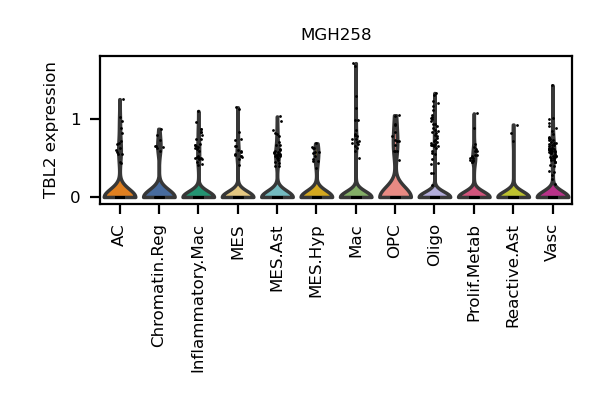 MGH258
TBL2 expression
1
0
AC
Chromatin.Reg
Inflammatory.Mac
MES
MES.Ast
MES.Hyp
Mac
OPC
Oligo
Prolif.Metab
Reactive.Ast
Vasc